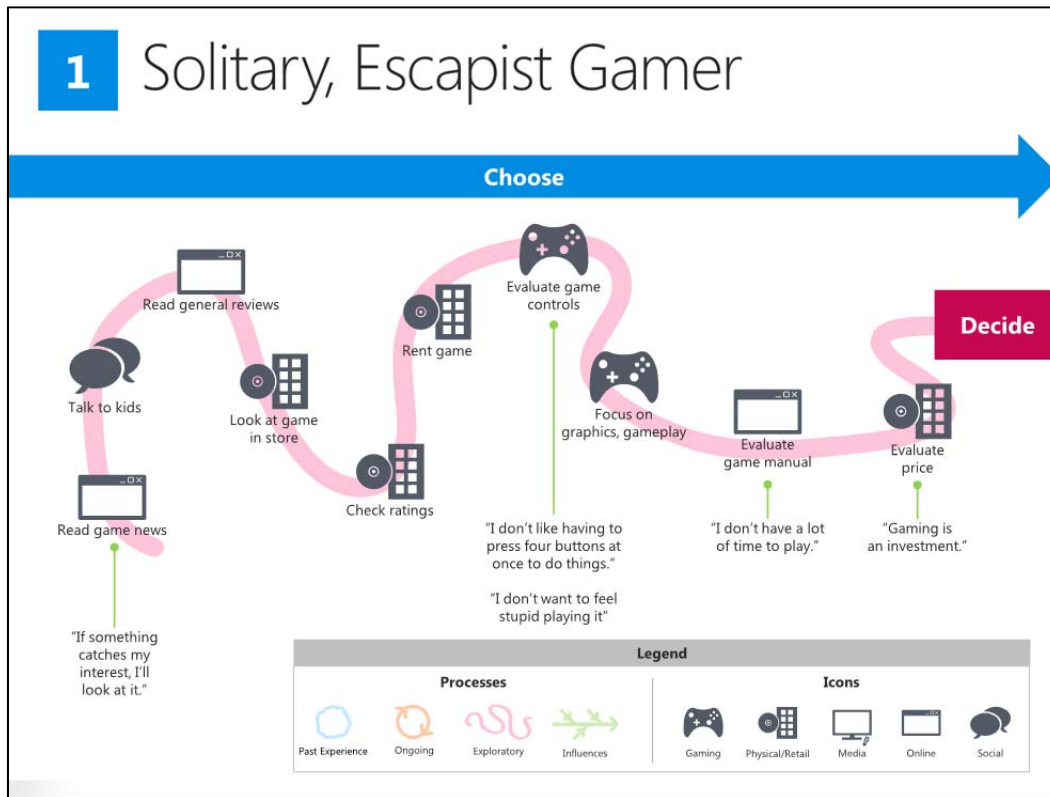 1 Solitary, Escapist Gamer
Choose
Read general reviews
Evaluate game
controls
Decide
Rent game
Talk to kids
Look at game
in store
Focus on
graphics, gameplay
Evaluate
game manual
Evaluate
price
Check ratings
Read game news
"I don't like having to
press four buttons at
once to do things."
"I don't want to feel
stupid playing it"
"I don't have a lot
of time to play."
"Gaming is
an investment."
"If something
catches my
interest, I'll
look at it."
Legend
Processes
Past Experience
Ongoing
Exploratory
Influences
Icons
Gaming
Physical/Retail
Media
Online
Social